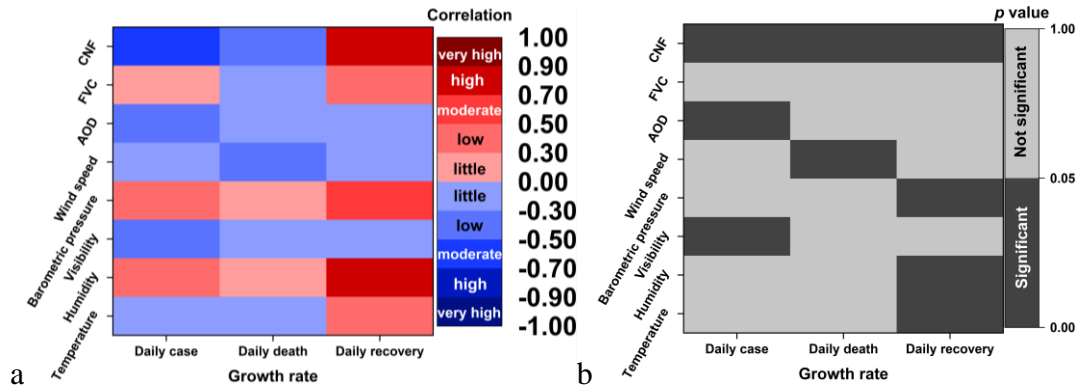 Correlation
CNF
FVC
AOD
Wind speed
Barometric pressure
Visibility
Humidity
Temperature
very high
high
moderate
low
little
little
low
moderate
high
very high
1.00
0.90
0.70
0.50
0.30
0.00
-0.30
-0.50
-0.70
-0.90
-1.00
Daily case Daily death Daily recovery
Growth rate
a
p value
CNF
FVC
AOD
Wind speed
Barometric pressure
Visibility
Humidity
Temperature
Not significant
Significant
1.00
0.05
0.00
Daily case Daily death Daily recovery
Growth rate
b